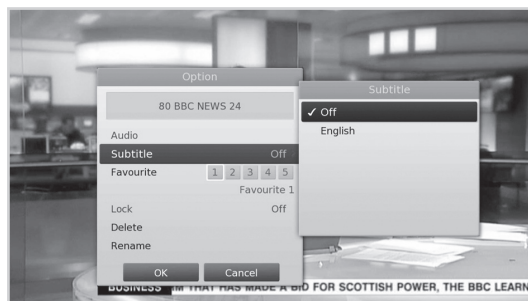 Option
80 BBC NEWS 24
Audio
Subtitle Off
Favourite 1 2 3 4 5
Favourite 1
Lock Off
Delete
Rename
OK Cancel
Subtitle
✓ Off
English
BUSINESS THAT HAS MADE A BID FOR SCOTTISH POWER, THE BBC LEARN